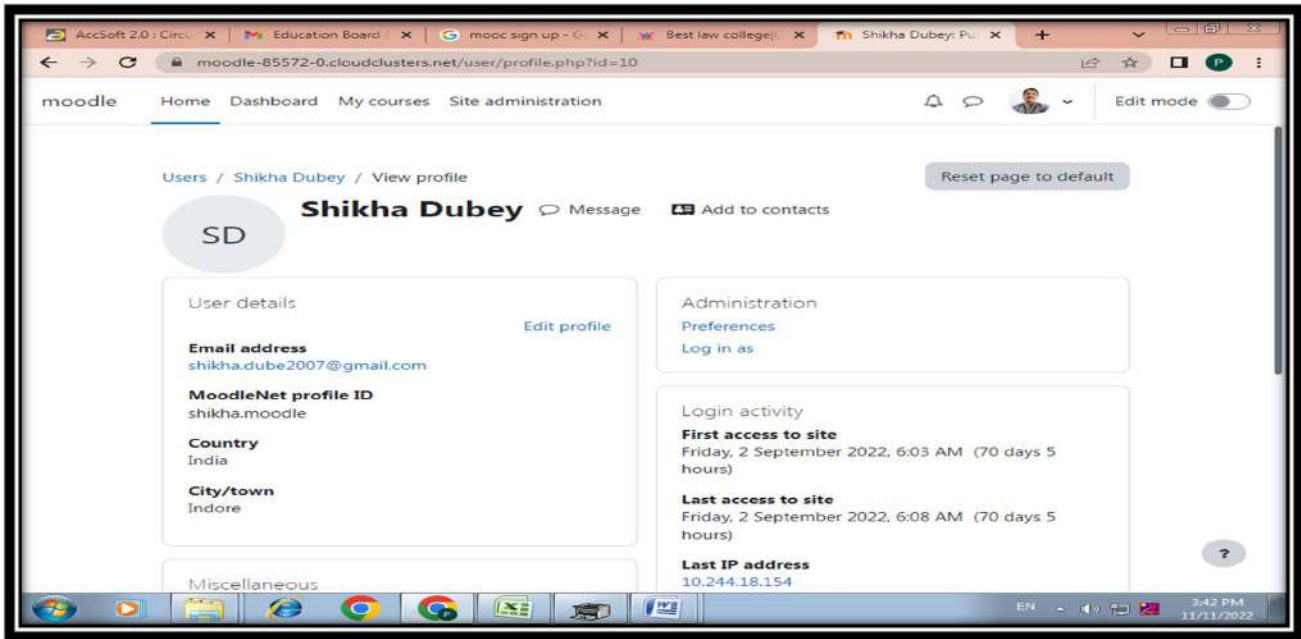 AccSoft 2.0 : Circu
Education Board /
mooc sign up - G
Best law college|
Shikha Dubey: Pu
moodle-85572-0.cloudclusters.net/user/profile.php?id=10
P
moodle Home Dashboard My courses Site administration Edit mode
Users / Shikha Dubey / View profile
Reset page to default
SD
Shikha Dubey Message Add to contacts
User details
Edit profile
Email address
shikha.dube2007@gmail.com
MoodleNet profile ID
shikha.moodle
Country
India
City/town
Indore
Miscellaneous
Administration
Preferences
Log in as
Login activity
First access to site
Friday, 2 September 2022, 6:03 AM (70 days 5
hours)
Last access to site
Friday, 2 September 2022, 6:08 AM (70 days 5
hours)
Last IP address
10.244.18.154
?
EN
3:42 PM
11/11/2022